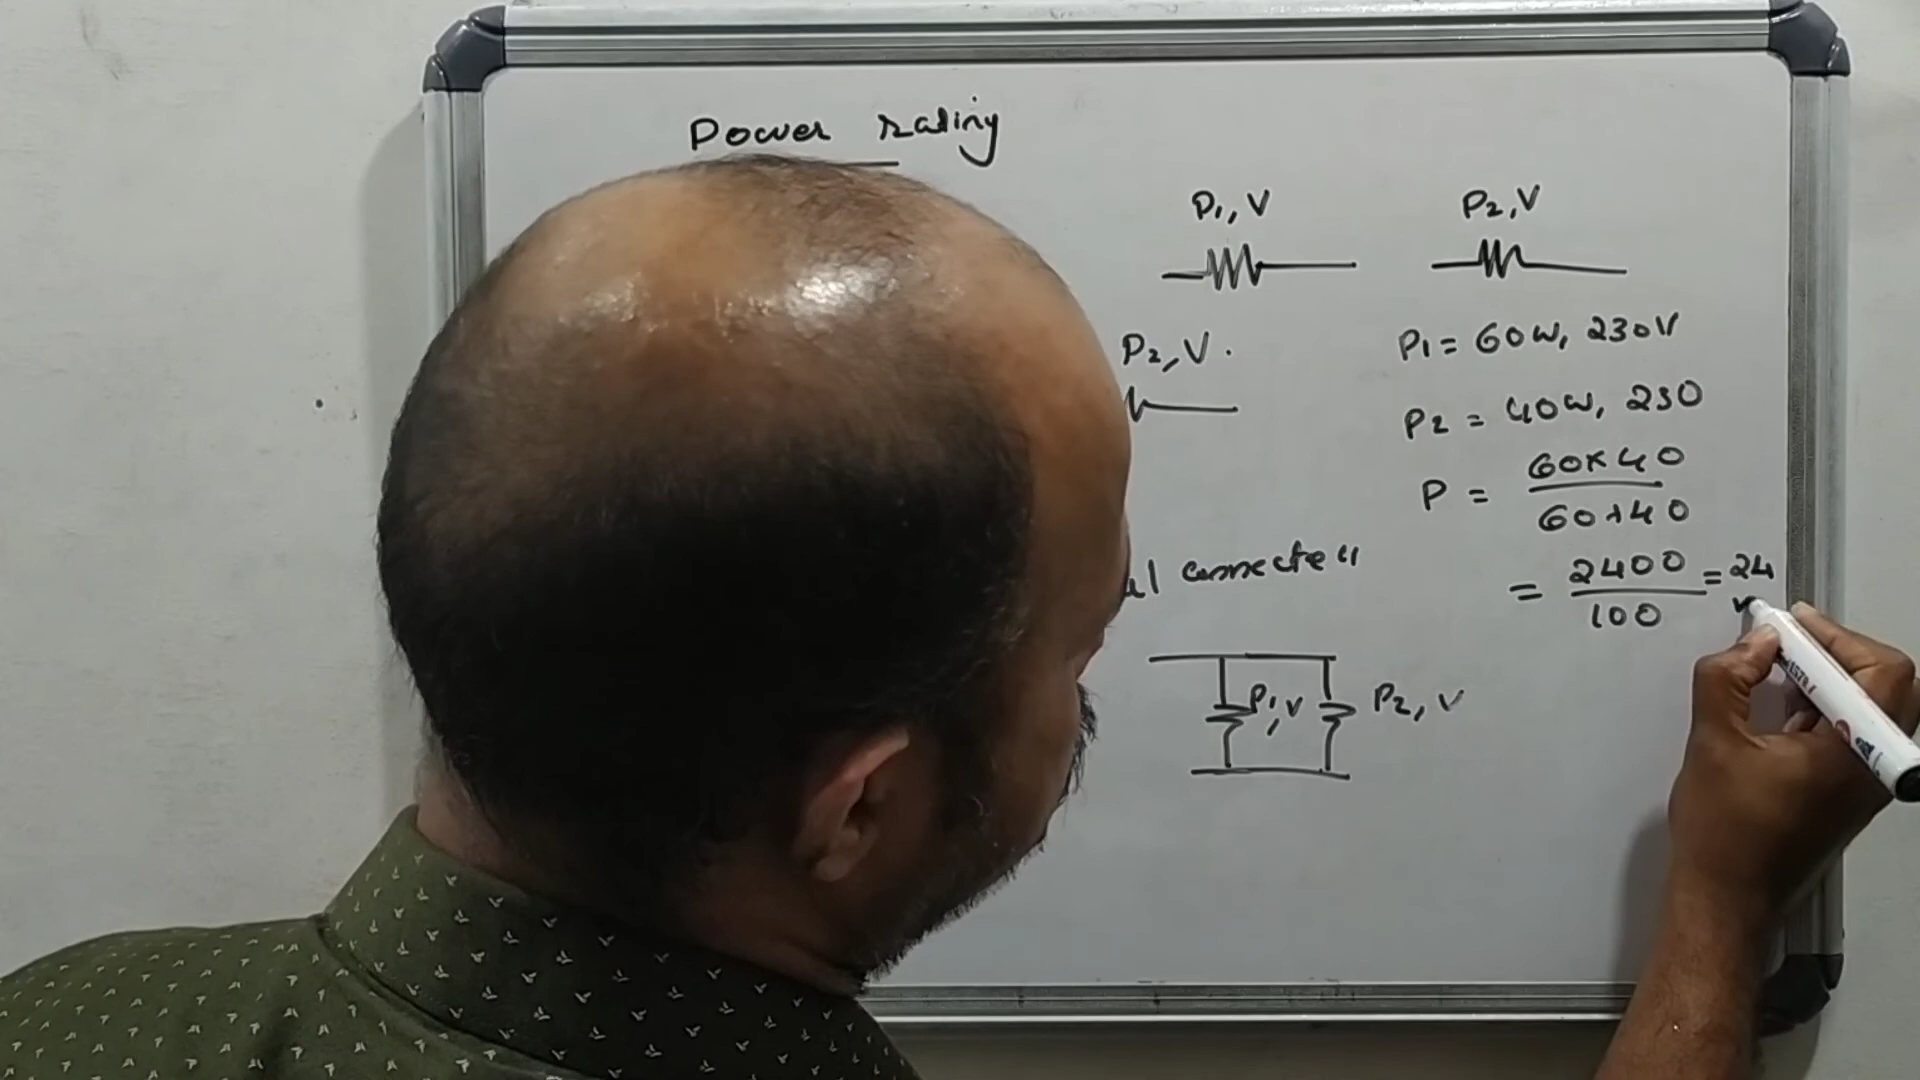 Power rating
P1, V
P2, V
P2, V.
P1 = 60W, 230V
P2 = 40W, 230
P = 60×40
60+40
= 2400 = 24
100
connected
P1, V
P2, V